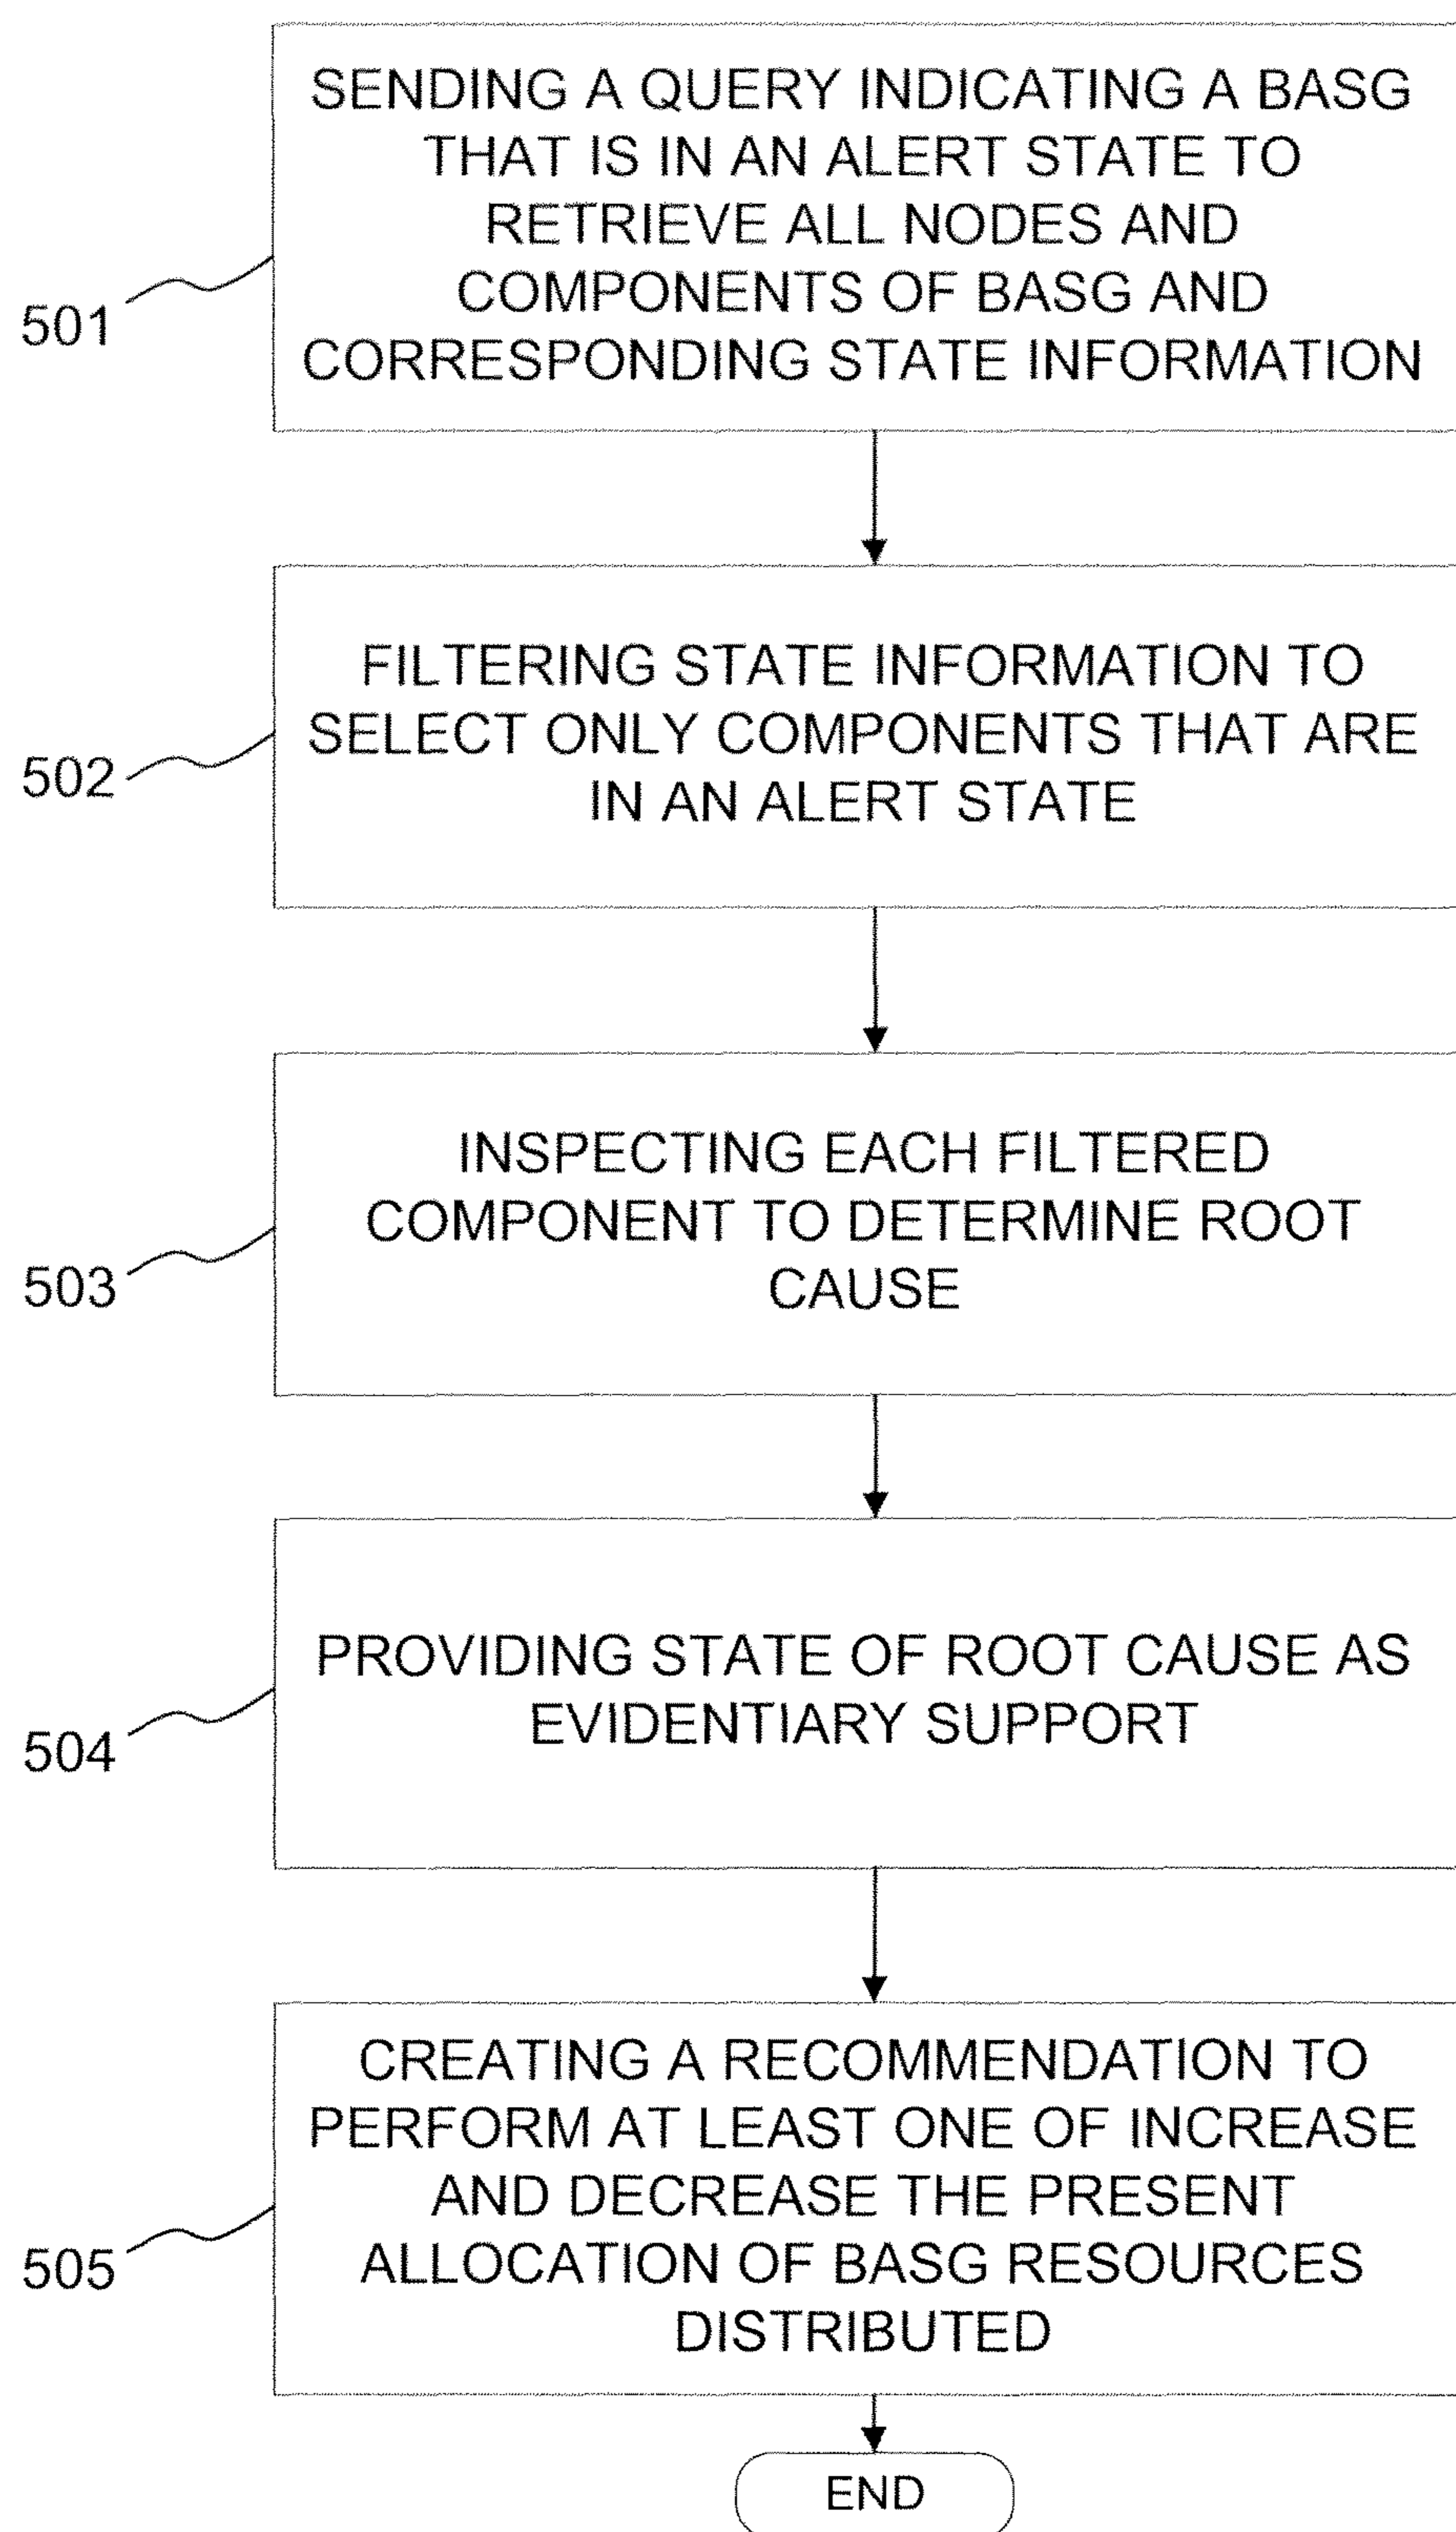 SENDING A QUERY INDICATING A BASG
THAT IS IN AN ALERT STATE TO
RETRIEVE ALL NODES AND
COMPONENTS OF BASG AND
CORRESPONDING STATE INFORMATION
501
FILTERING STATE INFORMATION TO
SELECT ONLY COMPONENTS THAT ARE
IN AN ALERT STATE
502
INSPECTING EACH FILTERED
COMPONENT TO DETERMINE ROOT
CAUSE
503
PROVIDING STATE OF ROOT CAUSE AS
EVIDENTIARY SUPPORT
504
CREATING A RECOMMENDATION TO
PERFORM AT LEAST ONE OF INCREASE
AND DECREASE THE PRESENT
ALLOCATION OF BASG RESOURCES
DISTRIBUTED
505
END